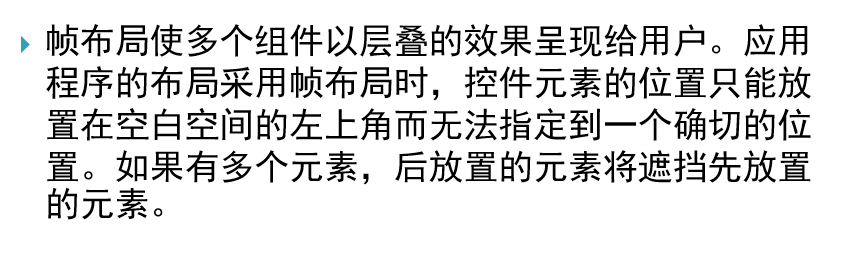 帧布局使多个组件以层叠的效果呈现给用户。应用
程序的布局采用帧布局时，控件元素的位置只能放
置在空白空间的左上角而无法指定到一个确切的位
置。如果有多个元素，后放置的元素将遮挡先放置
的元素。